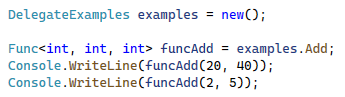 DelegateExamples examples = new();
Func<int, int, int> funcAdd = examples.Add;
Console.WriteLine(funcAdd(20, 40));
Console.WriteLine(funcAdd(2, 5));